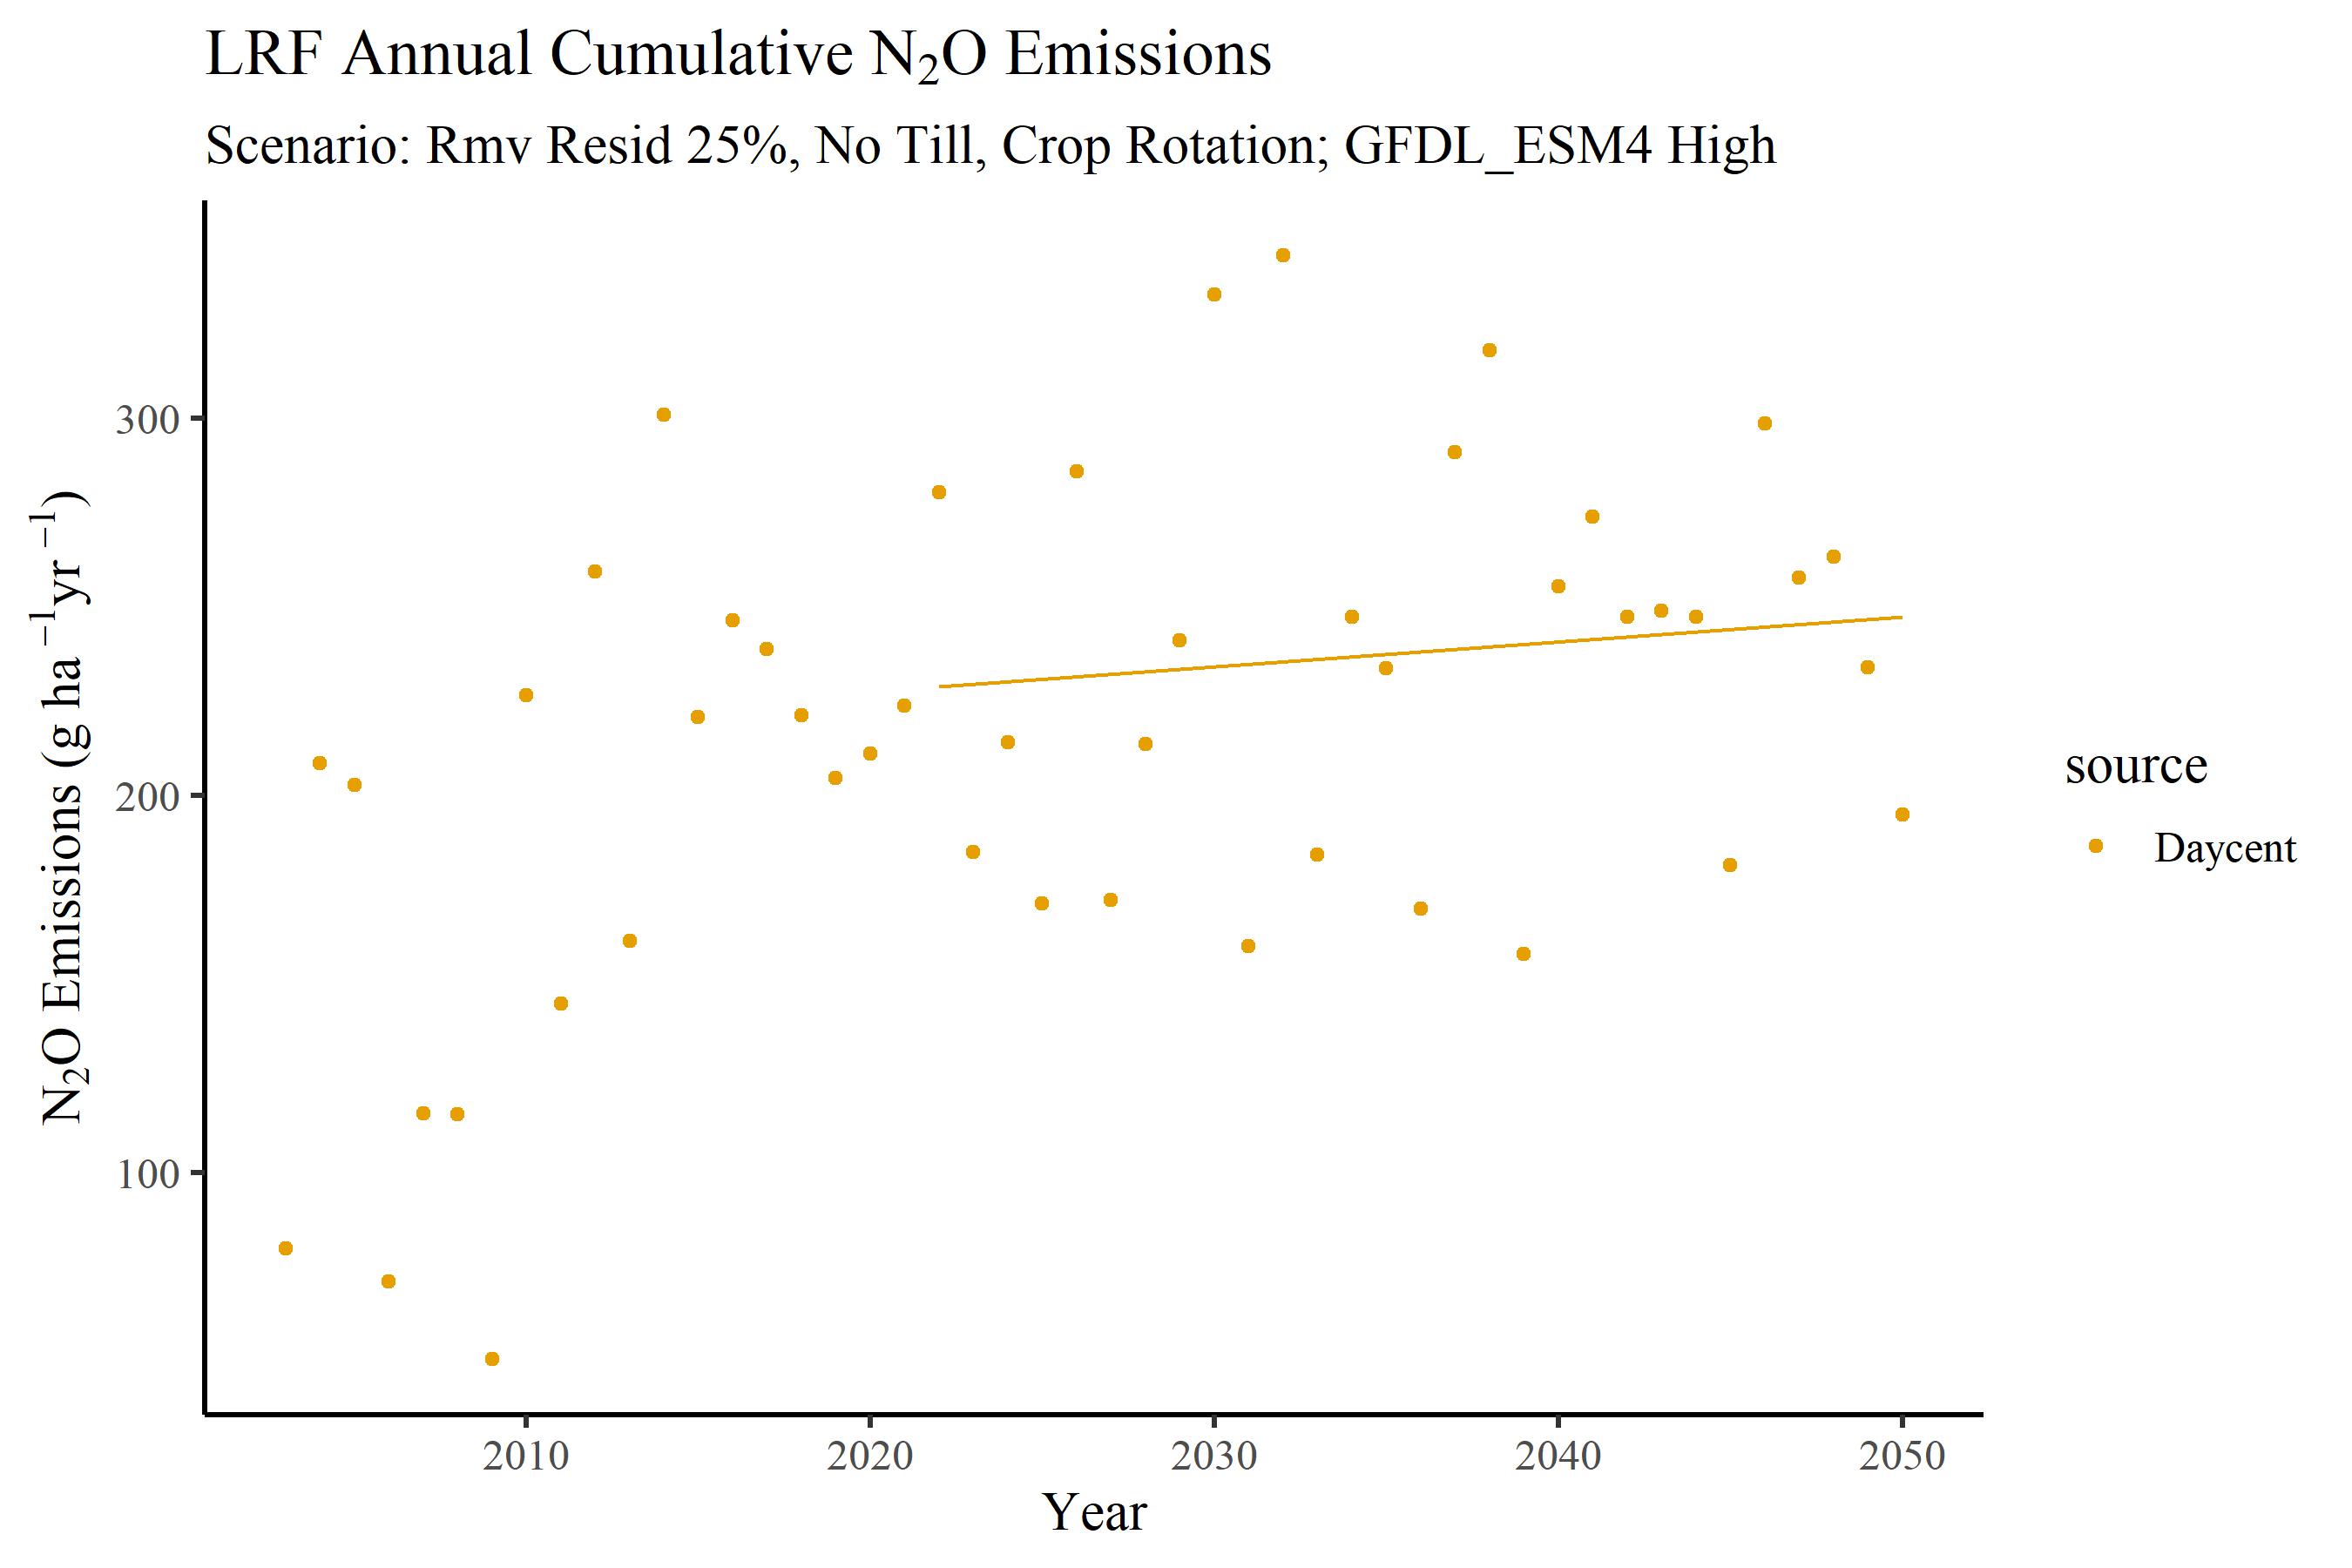 LRF Annual Cumulative N₂O Emissions
Scenario: Rmv Resid 25%, No Till, Crop Rotation; GFDL_ESM4 High
N₂O Emissions (g ha ⁻¹yr ⁻¹)
300
200
100
source
Daycent
2010 2020 2030 2040 2050
Year